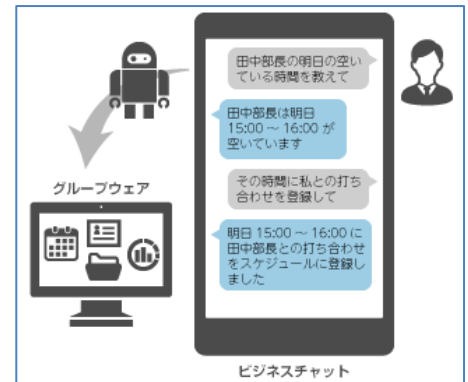 田中部長の明日の空い
ている時間を教えて
田中部長は明日
15:00 ～ 16:00 が
空いています
その時間に私との打ち
合わせを登録して
明日 15:00 ～ 16:00 に
田中部長との打ち合わせ
をスケジュールに登録し
ました
グループウェア
ビジネスチャット